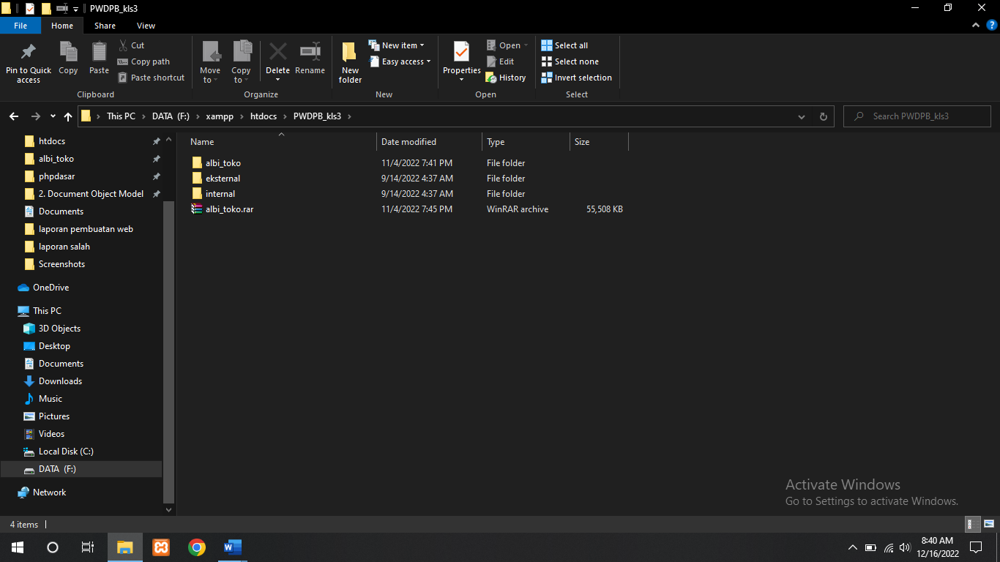 PWDPB_kls3
File Home Share View
Pin to Quick access
Copy
Paste
Cut
Copy path
Paste shortcut
Clipboard
Move to
Copy to
Delete
Rename
Organize
New folder
New item
Easy access
New
Properties
Open
Edit
History
Open
Select all
Select none
Invert selection
Select
This PC > DATA (F:) > xampp > htdocs > PWDPB_kls3 >
Search PWDPB_kls3
htdocs
albi_toko
phpdasar
2. Document Object Model
Documents
laporan pembuatan web
laporan salah
Screenshots
OneDrive
This PC
3D Objects
Desktop
Documents
Downloads
Music
Pictures
Videos
Local Disk (C:)
DATA (F:)
Network
Name Date modified Type Size
albi_toko 11/4/2022 7:41 PM File folder
eksternal 9/14/2022 4:37 AM File folder
internal 9/14/2022 4:37 AM File folder
albi_toko.rar 11/4/2022 7:45 PM WinRAR archive 55,508 KB
Activate Windows
Go to Settings to activate Windows.
4 items
8:40 AM
12/16/2022